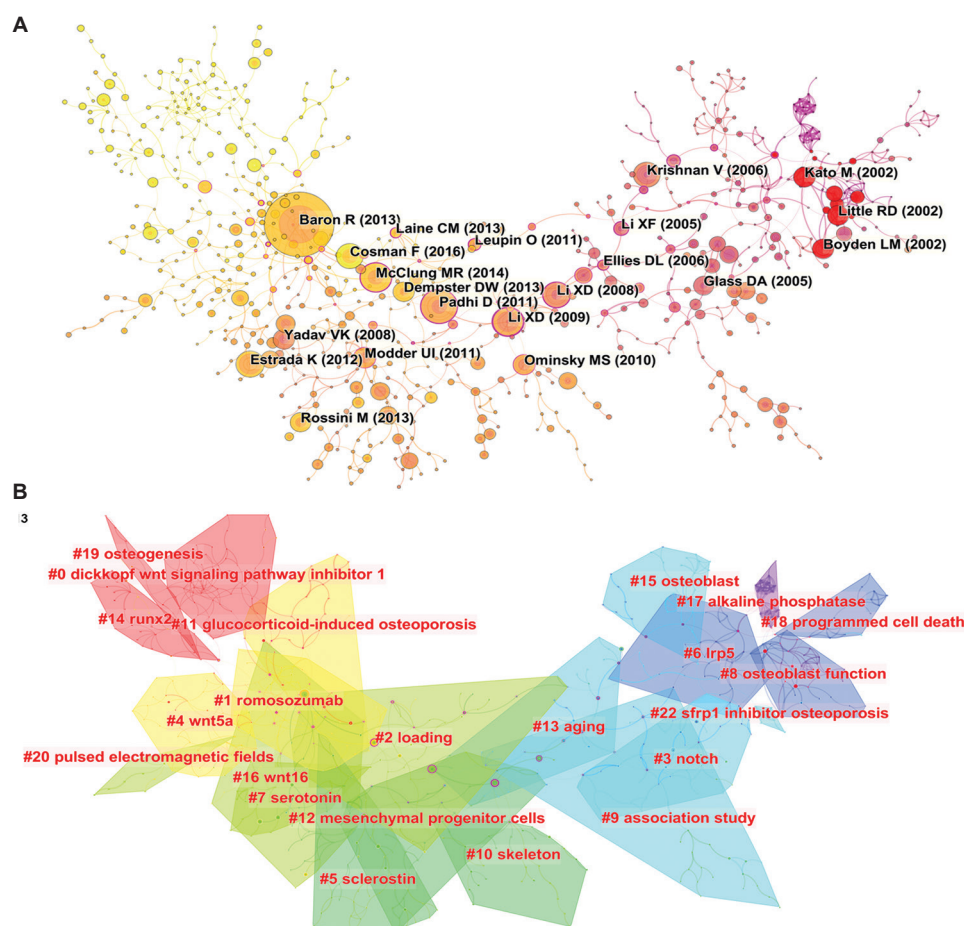 A
Krishnan V (2006)
Kato M (2002)
Little RD (2002)
Baron R (2013)
Laine CM (2013)
Li XF (2005)
Boyden LM (2002)
Leupin O (2011)
Cosman F (2016)
Ellies DL (2006)
McClung MR (2014)
Glass DA (2005)
Dempster DW (2013)
Li XD (2008)
Padhi D (2011)
Li XD (2009)
Yadav VK (2008)
Modder UI (2011)
Estrada K (2012)
Ominsky MS (2010)
Rossini M (2013)
B
3
#19 osteogenesis
#0 dickkopf wnt signaling pathway inhibitor 1
#15 osteoblast
#17 alkaline phosphatase
#14 runx2
#11 glucocorticoid-induced osteoporosis
#18 programmed cell death
#6 lrp5
#8 osteoblast function
#1 romosozumab
#22 sfrp1 inhibitor osteoporosis
#4 wnt5a
#13 aging
#2 loading
#20 pulsed electromagnetic fields
#3 notch
#16 wnt16
#7 serotonin
#12 mesenchymal progenitor cells
#9 association study
#10 skeleton
#5 sclerostin